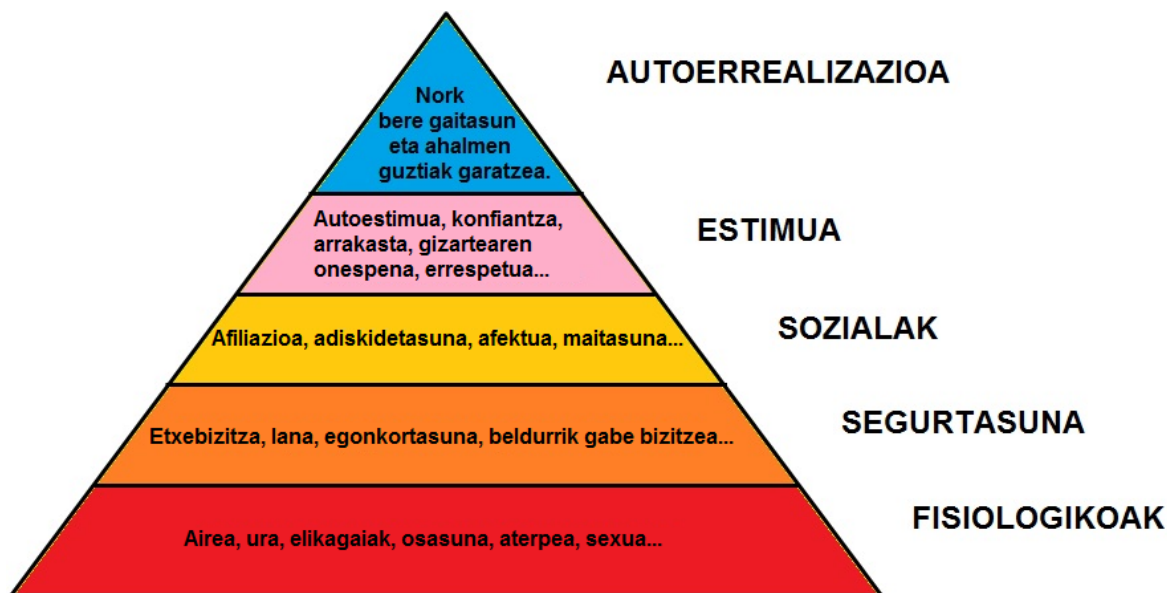 AUTOERREALIZAZIOA
Nork
bere gaitasun
eta ahalmen
guztiak garatzea.
ESTIMUA
Autoestimua, konfiantza,
arrakasta, gizartearen
onespena, errespetua...
SOZIALAK
Afiliazioa, adiskidetasuna, afektua, maitasuna...
SEGURTASUNA
Etxebizitza, lana, egonkortasuna, beldurrik gabe bizitzea...
FISIOLOGIKOAK
Airea, ura, elikagaiak, osasuna, aterpea, sexua...